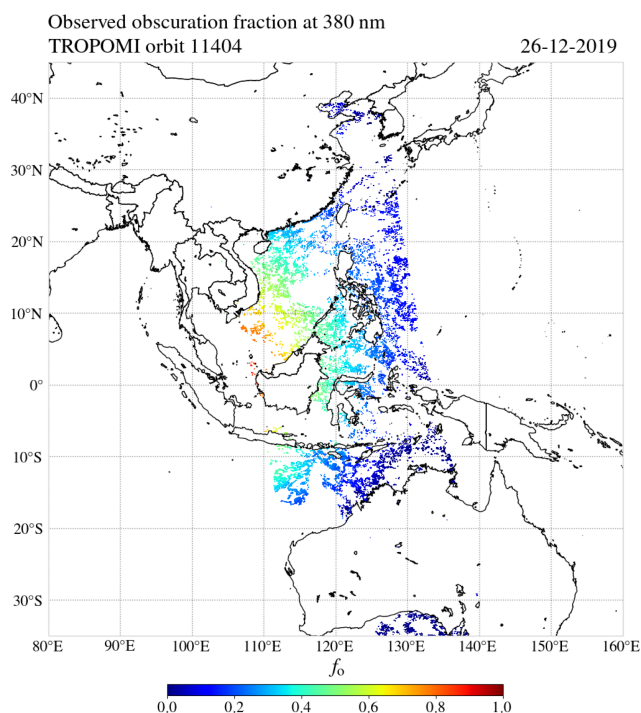 Observed obscuration fraction at 380 nm
TROPOMI orbit 11404 26-12-2019
40°N
30°N
20°N
10°N
0°
10°S
20°S
30°S
80°E 90°E 100°E 110°E 120°E 130°E 140°E 150°E 160°E
fo
0,0 0,2 0,4 0,6 0,8 1,0